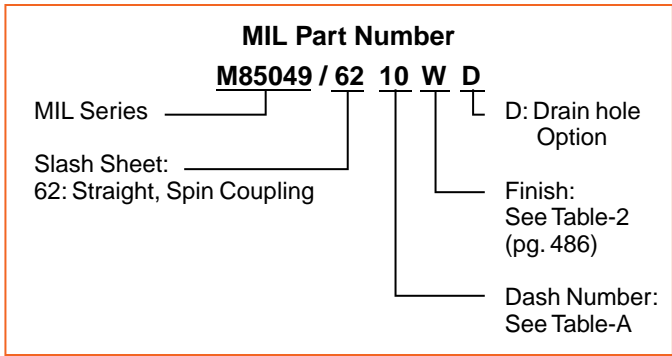 MIL Part Number
M85049 / 62 10 W D
MIL Series
Slash Sheet:
62: Straight, Spin Coupling
D: Drain hole
Option
Finish:
See Table-2
(pg. 486)
Dash Number:
See Table-A